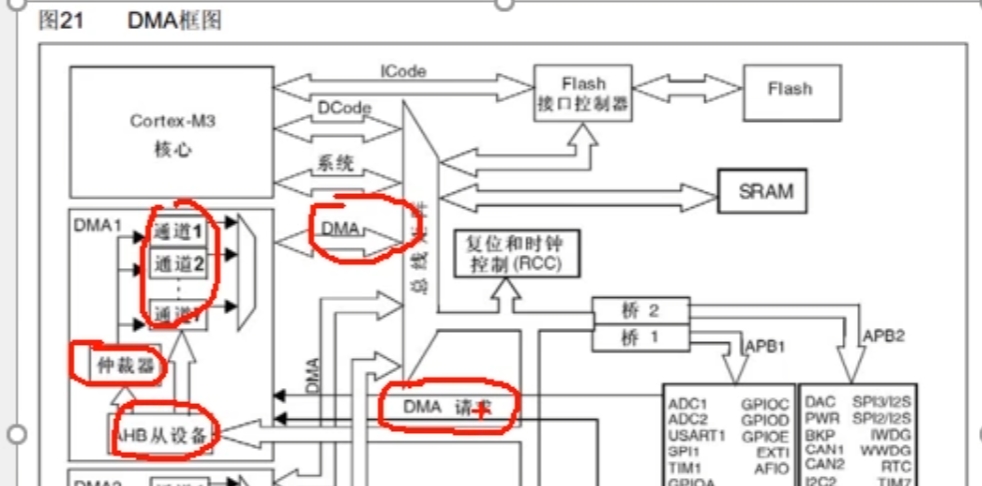 图21 DMA框图
ICode
Flash
接口控制器
Flash
Cortex-M3
核心
DCode
系统
SRAM
DMA1
通道1
通道2
DMA
总线矩阵
复位和时钟
控制(RCC)
通道7
仲裁器
桥 2
桥 1
APB1
APB2
DMA
DMA 请求
AHB从设备
ADC1 GPIOC
ADC2 GPIOD
USART1 GPIOE
SPI1 EXTI
TIM1 AFIO
GPIOA
DAC SPI3/I2S
PWR SPI2/I2S
BKP IWDG
CAN1 WWDG
CAN2 RTC
I2C2 TIM7
DMA2